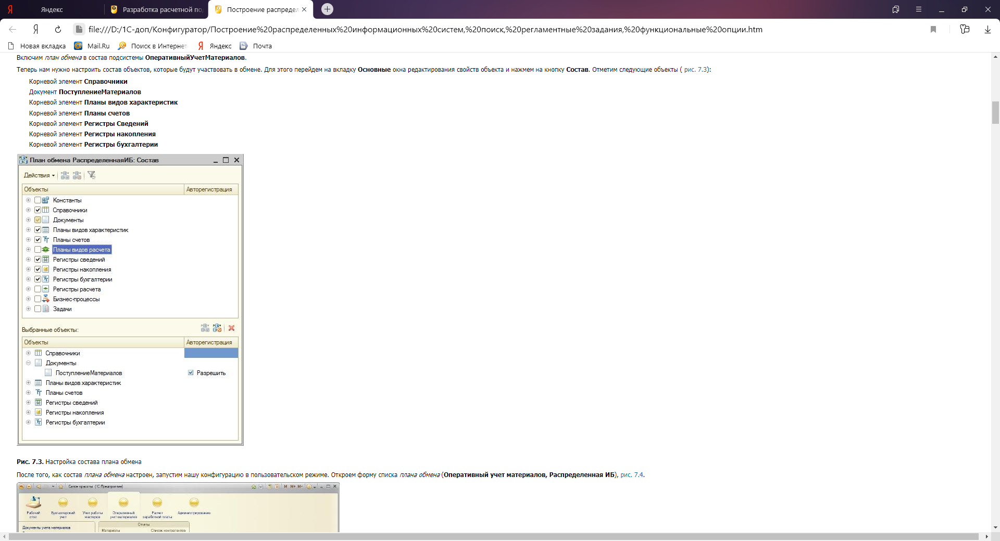 Яндекс
Разработка расчетной по
Построение распредел
file:///D:/1С-доп/Конфигуратор/Построение%20распределенных%20информационных%20систем,%20поиск,%20регламентные%20задания,%20функциональные%20опции.htm
Новая вкладка Mail.Ru Поиск в Интернет Яндекс Почта
Включим план обмена в состав подсистемы ОперативныйУчетМатериалов.
Теперь нам нужно настроить состав объектов, которые будут участвовать в обмене. Для этого перейдем на вкладку Основные окна редактирования свойств объекта и нажмем на кнопку Состав. Отметим следующие объекты ( рис. 7.3):
Корневой элемент Справочники
Документ ПоступлениеМатериалов
Корневой элемент Планы видов характеристик
Корневой элемент Планы счетов
Корневой элемент Регистры Сведений
Корневой элемент Регистры накопления
Корневой элемент Регистры бухгалтерии
План обмена РаспределеннаяИБ: Состав
Действия
Объекты Авторегистрация
Константы
Справочники
Документы
Планы видов характеристик
Планы счетов
Планы видов расчета
Регистры сведений
Регистры накопления
Регистры бухгалтерии
Регистры расчета
Бизнес-процессы
Задачи
Выбранные объекты:
Объекты Авторегистрация
Справочники
Документы
ПоступлениеМатериалов Разрешить
Планы видов характеристик
Планы счетов
Регистры сведений
Регистры накопления
Регистры бухгалтерии
Рис. 7.3. Настройка состава плана обмена
После того, как состав плана обмена настроен, запустим нашу конфигурацию в пользовательском режиме. Откроем форму списка плана обмена (Оперативный учет материалов, Распределенная ИБ), рис. 7.4.
Салон красоты (1С:Предприятие) M M+ M-
Рабочий стол
Бухгалтерский учет
Учет работы мастеров
Оперативный учет материалов
Расчет заработной платы
Администрирование
Документы учета материалов
Отчеты
Материалы Список контрагентов